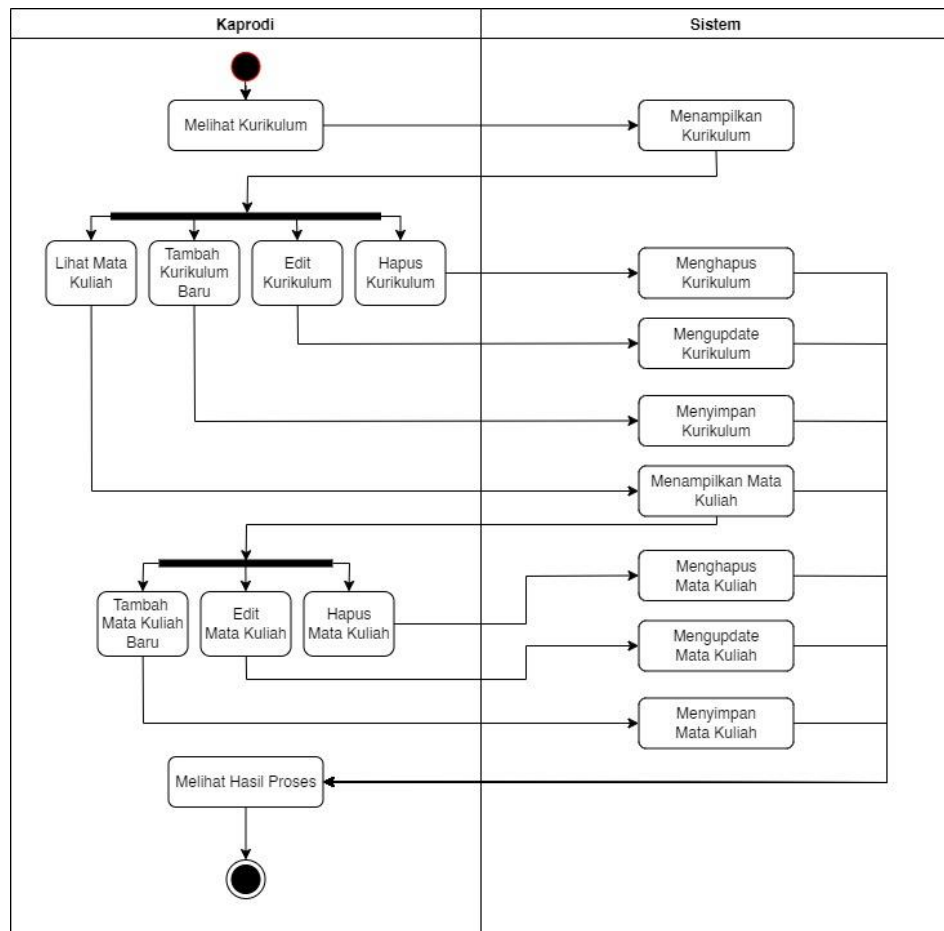 Kaprodi
Sistem
Melihat Kurikulum
Menampilkan
Kurikulum
Lihat Mata
Kuliah
Tambah
Kurikulum
Baru
Edit
Kurikulum
Hapus
Kurikulum
Menghapus
Kurikulum
Mengupdate
Kurikulum
Menyimpan
Kurikulum
Menampilkan Mata
Kuliah
Tambah
Mata Kuliah
Baru
Edit
Mata Kuliah
Hapus
Mata Kuliah
Menghapus
Mata Kuliah
Mengupdate
Mata Kuliah
Menyimpan
Mata Kuliah
Melihat Hasil Proses